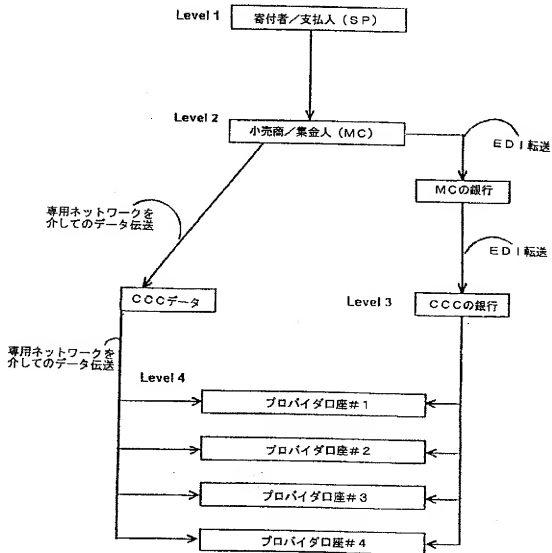 Level 1
寄付者/支払人(SP)
Level 2
小売商/集金人(MC)
EDI転送
MCの銀行
専用ネットワークを
介してのデータ伝送
EDI転送
CCCデータ
Level 3
CCCの銀行
専用ネットワークを
介してのデータ伝送
Level 4
プロバイダ口座#1
プロバイダ口座#2
プロバイダ口座#3
プロバイダ口座#4